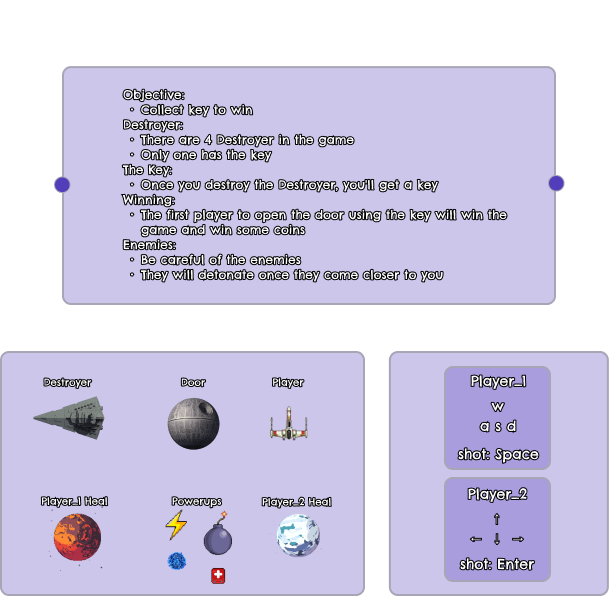 Objective:
• Collect key to win
Destroyer:
• There are 4 Destroyer in the game
• Only one has the key
The Key:
• Once you destroy the Destroyer, you'll get a key
Winning:
• The first player to open the door using the key will win the
game and win some coins
Enemies:
• Be careful of the enemies
• They will detonate once they come closer to you
Destroyer
Door
Player
Player_1 Heal
Powerups
Player_2 Heal
Player_1
w
a s d
shot: Space
Player_2
↑
← ↓ →
shot: Enter